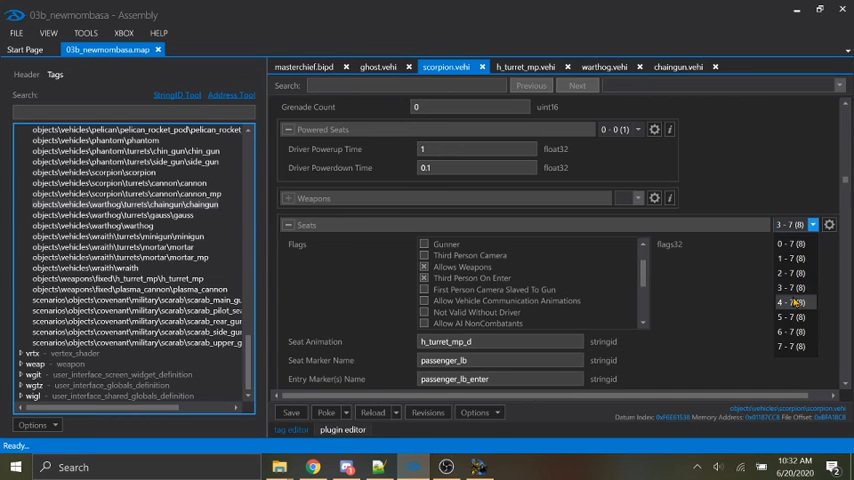 03b_newmombasa.map - Assembly
FILE VIEW TOOLS XBOX HELP
Start Page 03b_newmombasa.map ×
Header Tags
Search: StringID Tool Address Tool
objects\vehicles\pelican\pelican_rocket_pod\pelican_rocket
objects\vehicles\phantom\phantom
objects\vehicles\phantom\turrets\chin_gun\chin_gun
objects\vehicles\phantom\turrets\side_gun\side_gun
objects\vehicles\scorpion\scorpion
objects\vehicles\scorpion\turrets\cannon\cannon
objects\vehicles\scorpion\turrets\cannon\cannon_mp
objects\vehicles\warthog\turrets\chaingun\chaingun
objects\vehicles\warthog\turrets\gauss\gauss
objects\vehicles\warthog\warthog
objects\vehicles\wraith\turrets\minigun\minigun
objects\vehicles\wraith\turrets\mortar\mortar
objects\vehicles\wraith\turrets\mortar\mortar_mp
objects\vehicles\wraith\wraith
objects\weapons\fixed\h_turret_mp\h_turret_mp
objects\weapons\fixed\plasma_cannon\plasma_cannon
scenarios\objects\covenant\military\scarab\scarab_main_gu
scenarios\objects\covenant\military\scarab\scarab_pilot_sea
scenarios\objects\covenant\military\scarab\scarab_rear_gur
scenarios\objects\covenant\military\scarab\scarab_side_gur
scenarios\objects\covenant\military\scarab\scarab_upper_g
vrtx - vertex_shader
weap - weapon
wgit - user_interface_screen_widget_definition
wgtz - user_interface_globals_definition
wigl - user_interface_shared_globals_definition
Options
masterchief.bipd × ghost.vehi × scorpion.vehi × h_turret_mp.vehi × warthog.vehi × chaingun.vehi ×
Search: Previous Next
Grenade Count 0 uint16
Powered Seats 0 - 0 (1) i
Driver Powerup Time 1 float32
Driver Powerdown Time 0.1 float32
Weapons i
Seats 3 - 7 (8)
Flags Gunner flags32
Third Person Camera
Allows Weapons
Third Person On Enter
First Person Camera Slaved To Gun
Allow Vehicle Communication Animations
Not Valid Without Driver
Allow AI NonCombatants
0 - 7 (8)
1 - 7 (8)
2 - 7 (8)
3 - 7 (8)
4 - 7 (8)
5 - 7 (8)
6 - 7 (8)
7 - 7 (8)
Seat Animation h_turret_mp_d stringid
Seat Marker Name passenger_lb stringid
Entry Marker(s) Name passenger_lb_enter stringid
Save Poke Reload Revisions Options
objects\vehicles\scorpion\scorpion.vehi
tag editor plugin editor
Ready...
Search
10:32 AM
6/20/2020
2